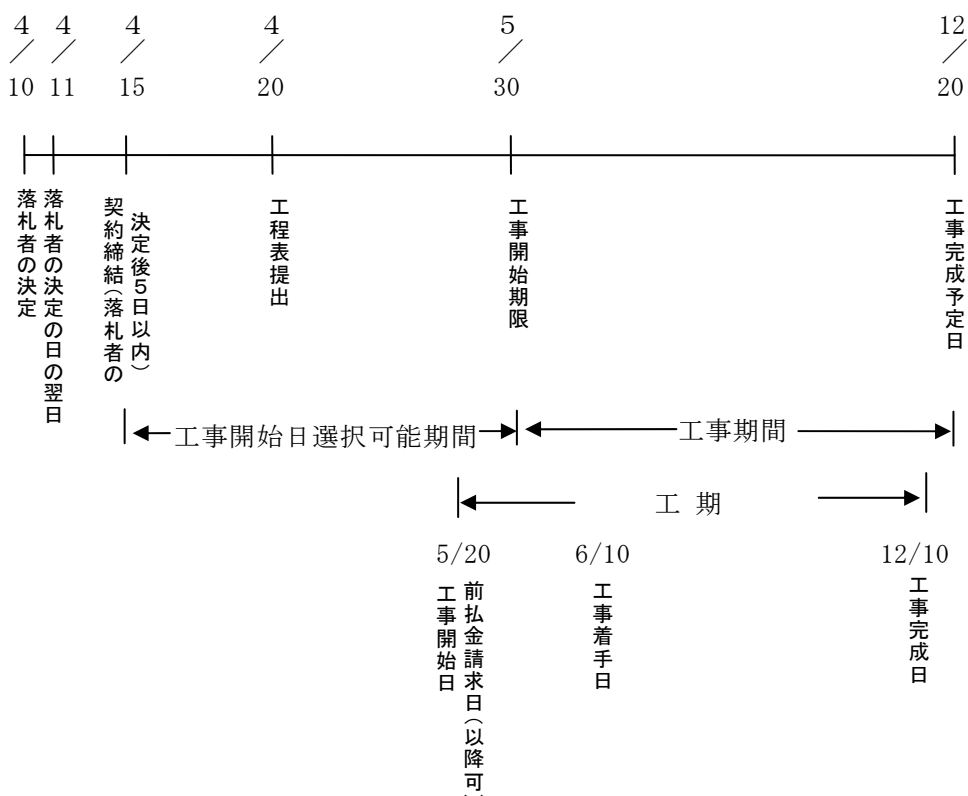 4/10
4/11
4/15
4/20
5/30
12/20
落札者の決定
落札者の決定の日の翌日
契約締結(落札者の
決定後5日以内)
工程表提出
工事開始期限
工事完成予定日
工事開始日選択可能期間
工事期間
工 期
5/20
6/10
12/10
工事開始日
前払金請求日(以降可
工事着手日
工事完成日